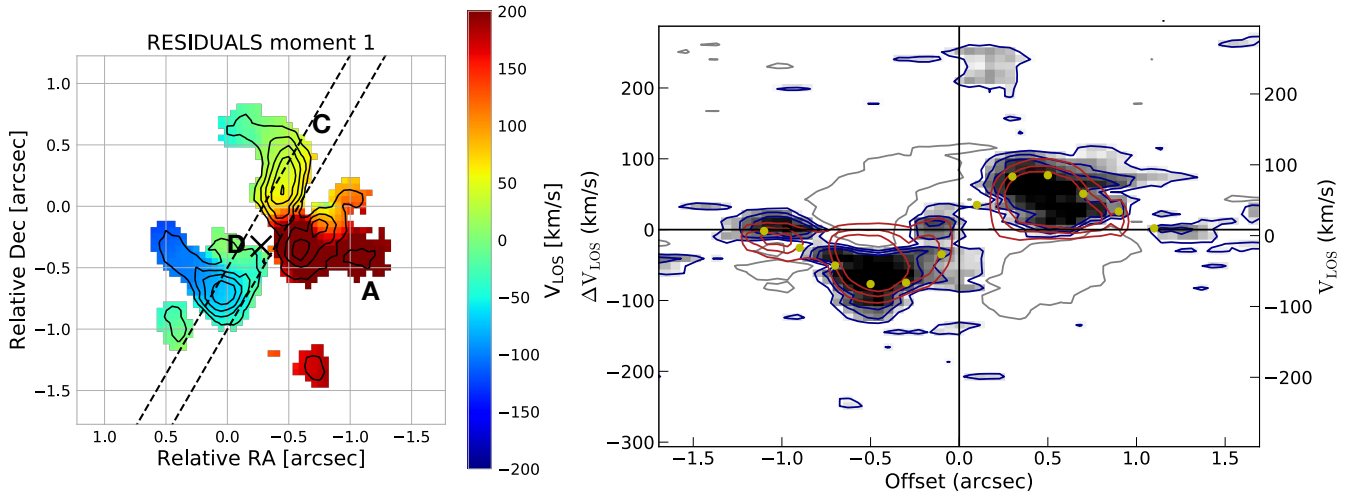 RESIDUALS moment 1
Relative Dec [arcsec]
1.0
0.5
0.0
−0.5
−1.0
−1.5
C
D
A
1.0 0.5 0.0 −0.5 −1.0 −1.5
Relative RA [arcsec]
200
150
100
50
0
−50
−100
−150
−200
V_LOS [km/s]
ΔV_LOS (km/s)
200
100
0
−100
−200
−300
−1.5 −1.0 −0.5 0.0 0.5 1.0 1.5
Offset (arcsec)
200
100
0
−100
−200
V_LOS (km/s)